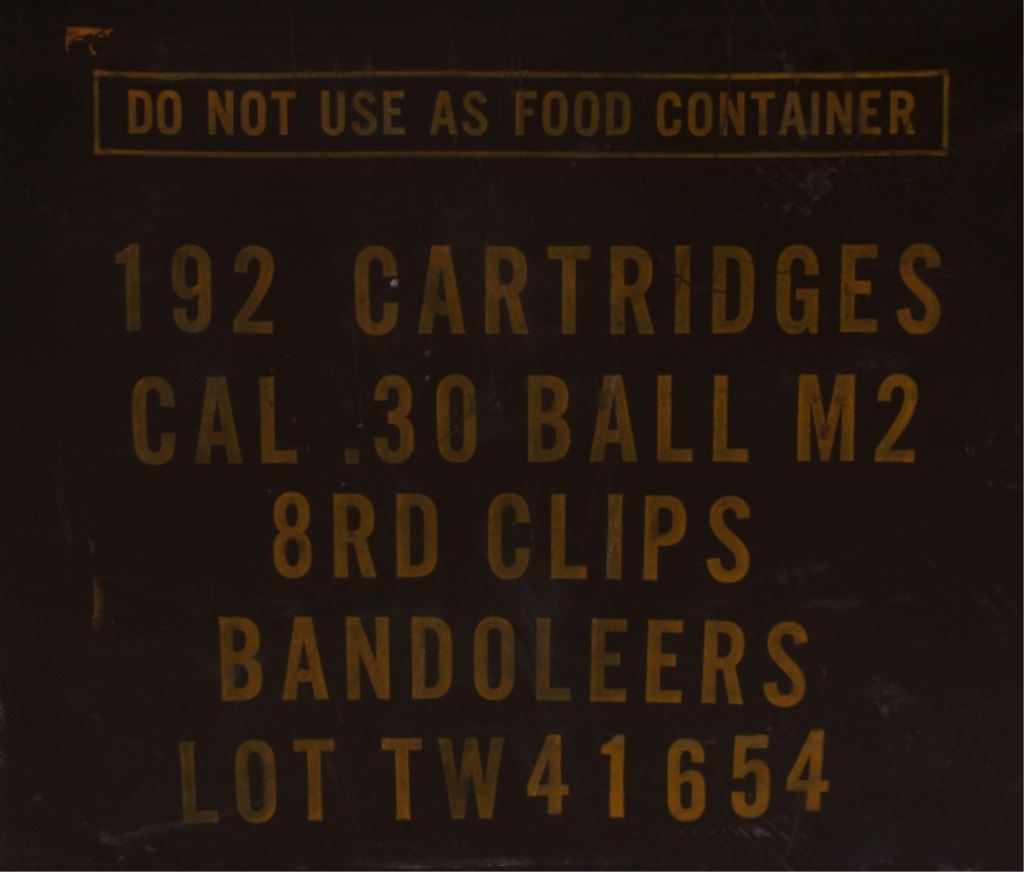 DO NOT USE AS FOOD CONTAINER
192 CARTRIDGES
CAL .30 BALL M2
8RD CLIPS
BANDOLEERS
LOT TW41654